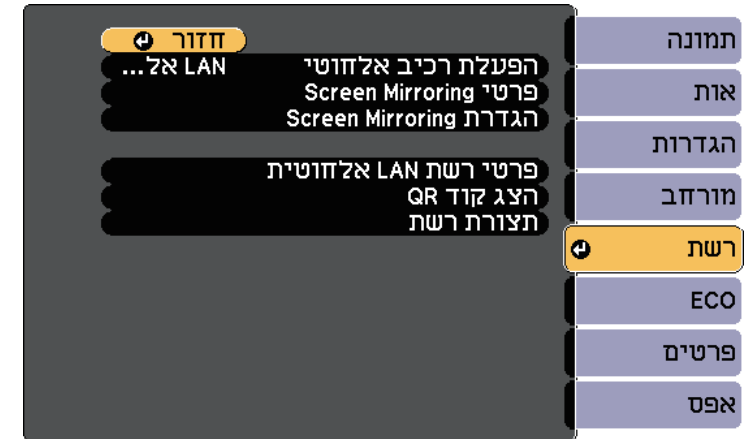 תמונה
אות
הגדרות
מורחב
רשת
ECO
פרטים
אפס
חזור
הפעלת רכיב אלחוטי LAN אל...
פרטי Screen Mirroring
הגדרת Screen Mirroring
פרטי רשת LAN אלחוטית
הצג קוד QR
תצורת רשת